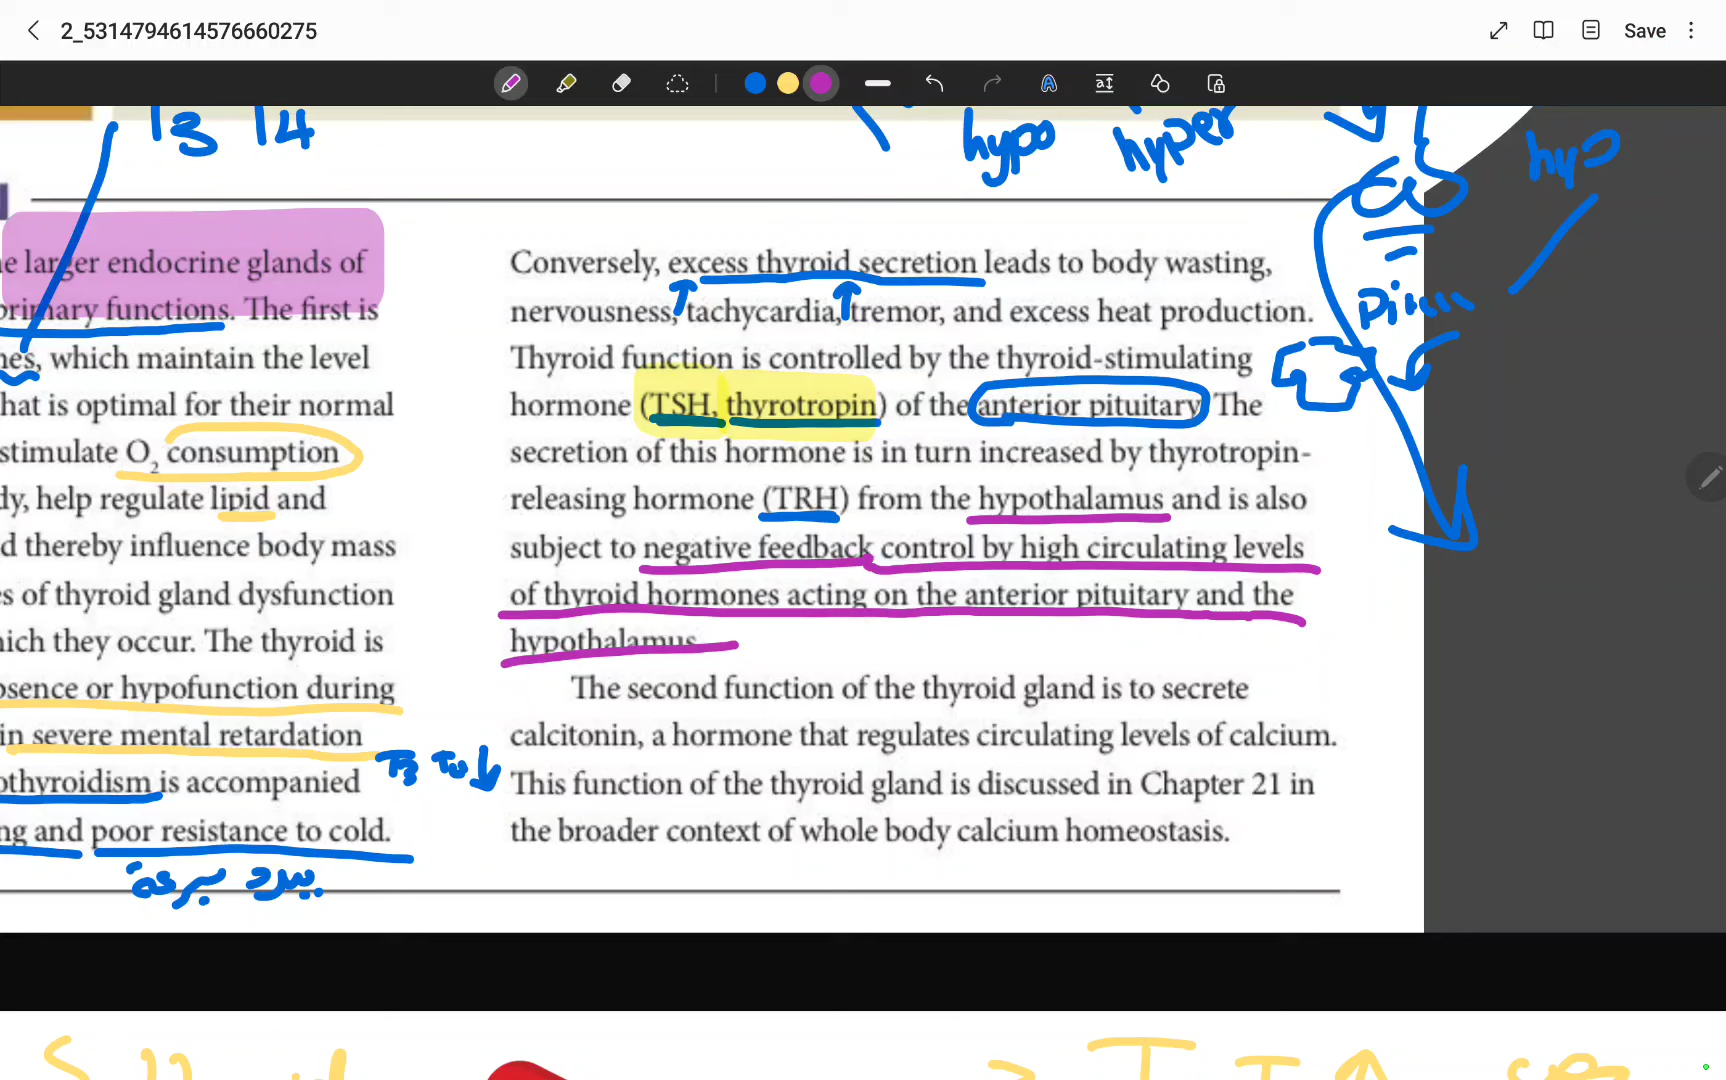 2_5314794614576660275
Save
T3 T4
hypo hyper
e larger endocrine glands of
primary functions. The first is
nes, which maintain the level
hat is optimal for their normal
stimulate O2 consumption
dy, help regulate lipid and
d thereby influence body mass
es of thyroid gland dysfunction
hich they occur. The thyroid is
bsence or hypofunction during
in severe mental retardation
othyroidism is accompanied
ng and poor resistance to cold.
T3 T4
يبرد بسرعة
Conversely, excess thyroid secretion leads to body wasting,
nervousness, tachycardia, tremor, and excess heat production.
Thyroid function is controlled by the thyroid-stimulating
hormone (TSH, thyrotropin) of the anterior pituitary. The
secretion of this hormone is in turn increased by thyrotropin-
releasing hormone (TRH) from the hypothalamus and is also
subject to negative feedback control by high circulating levels
of thyroid hormones acting on the anterior pituitary and the
hypothalamus.
The second function of the thyroid gland is to secrete
calcitonin, a hormone that regulates circulating levels of calcium.
This function of the thyroid gland is discussed in Chapter 21 in
the broader context of whole body calcium homeostasis.